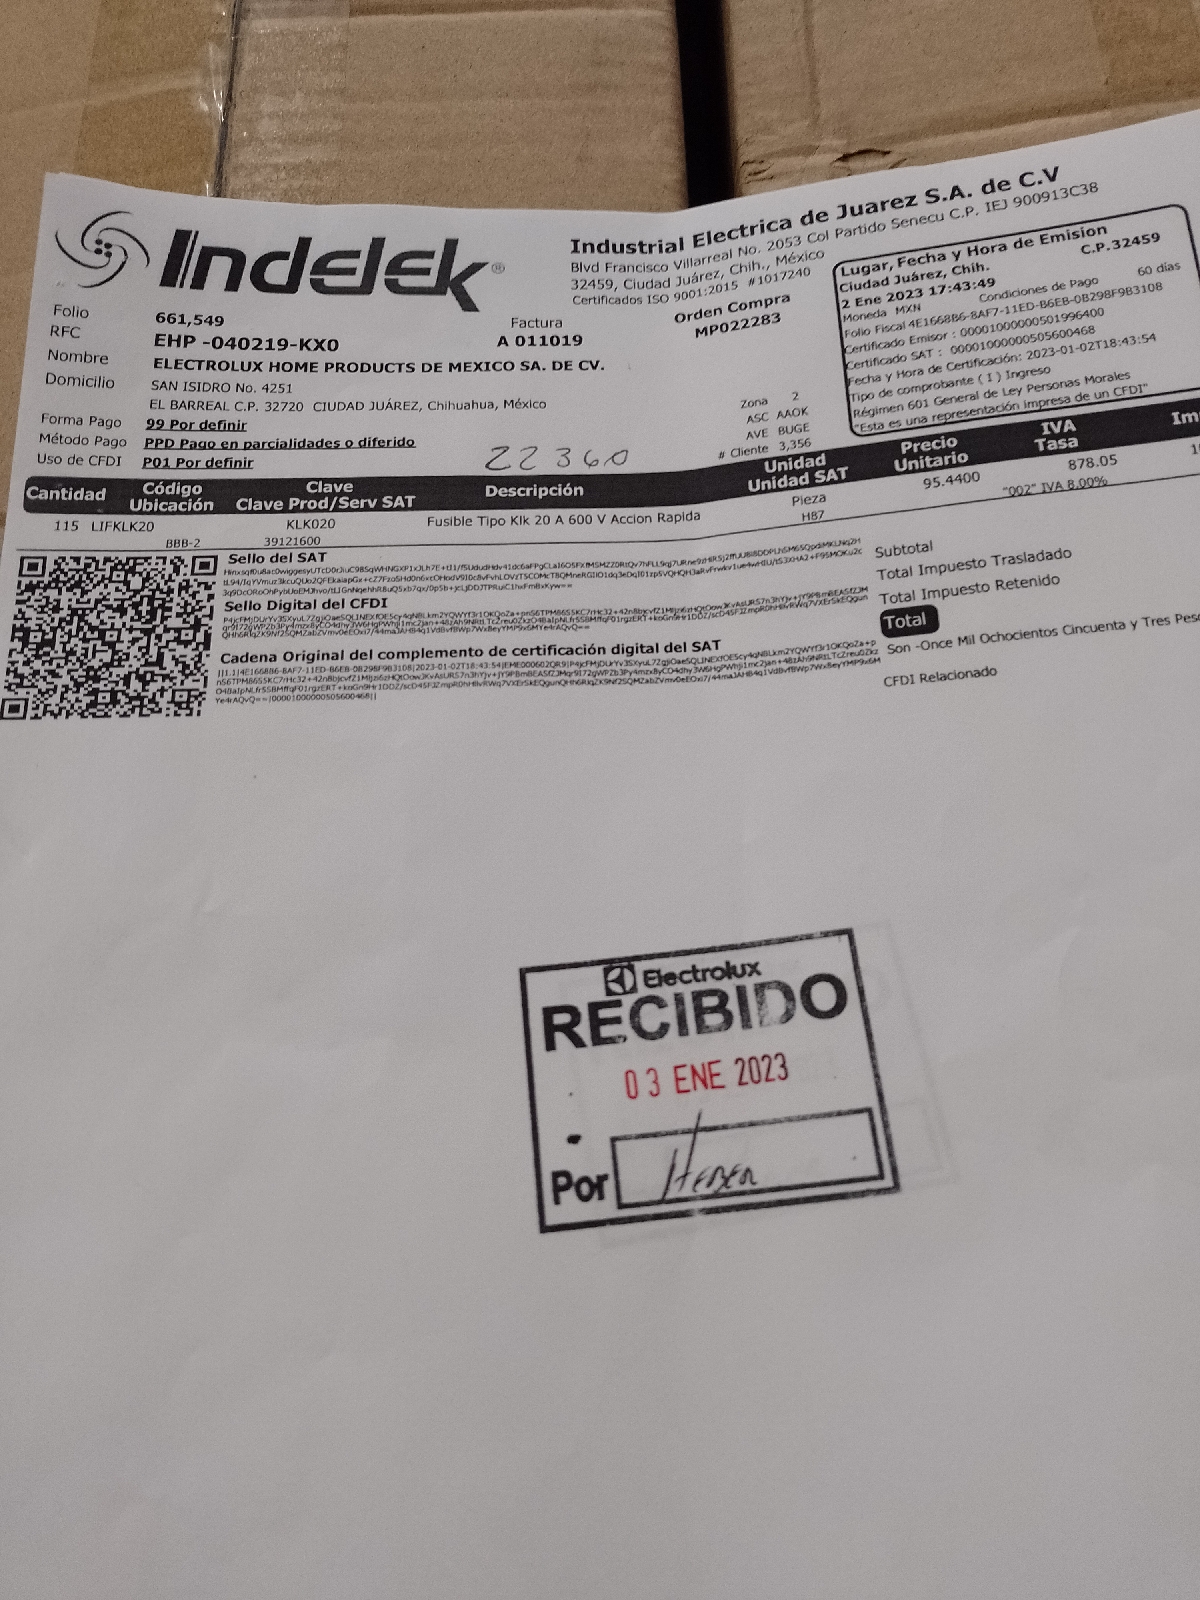 Indelek®
Industrial Electrica de Juarez S.A. de C.V
Blvd Francisco Villarreal No. 2053 Col Partido Senecu C.P. IEJ 900913C38
32459, Ciudad Juárez, Chih., México
Certificados ISO 9001:2015 #1017240
Folio 661,549
Factura A 011019
Orden Compra
MP022283
RFC EHP -040219-KX0
Nombre ELECTROLUX HOME PRODUCTS DE MEXICO SA. DE CV.
Domicilio SAN ISIDRO No. 4251
EL BARREAL C.P. 32720 CIUDAD JUÁREZ, Chihuahua, México
Forma Pago 99 Por definir
Método Pago PPD Pago en parcialidades o diferido
Uso de CFDI P01 Por definir
22360
Zona 2
ASC AAOK
AVE BUGE
# Cliente 3,356
Lugar, Fecha y Hora de Emision
Ciudad Juárez, Chih. C.P.32459
2 Ene 2023 17:43:49
Moneda MXN Condiciones de Pago 60 días
Folio Fiscal 4E1668B6-8AF7-11ED-B6EB-0B298F9B3108
Certificado Emisor : 00001000000501996400
Certificado SAT : 00001000000505600468
Fecha y Hora de Certificación: 2023-01-02T18:43:54
Tipo de comprobante ( I ) Ingreso
Régimen 601 General de Ley Personas Morales
"Esta es una representación impresa de un CFDI"
Cantidad Código Ubicación Clave Clave Prod/Serv SAT Descripción Unidad Unidad SAT Precio Unitario IVA Tasa Im
115 LIFKLK20 KLK020 Fusible Tipo Klk 20 A 600 V Accion Rapida Pieza 95.4400 878.05
BBB-2 39121600 H87 "002" IVA 8.00%
Sello del SAT
Sello Digital del CFDI
Cadena Original del complemento de certificación digital del SAT
Subtotal
Total Impuesto Trasladado
Total Impuesto Retenido
Total
Son -Once Mil Ochocientos Cincuenta y Tres Pes
CFDI Relacionado
Electrolux
RECIBIDO
03 ENE 2023
Por Heber